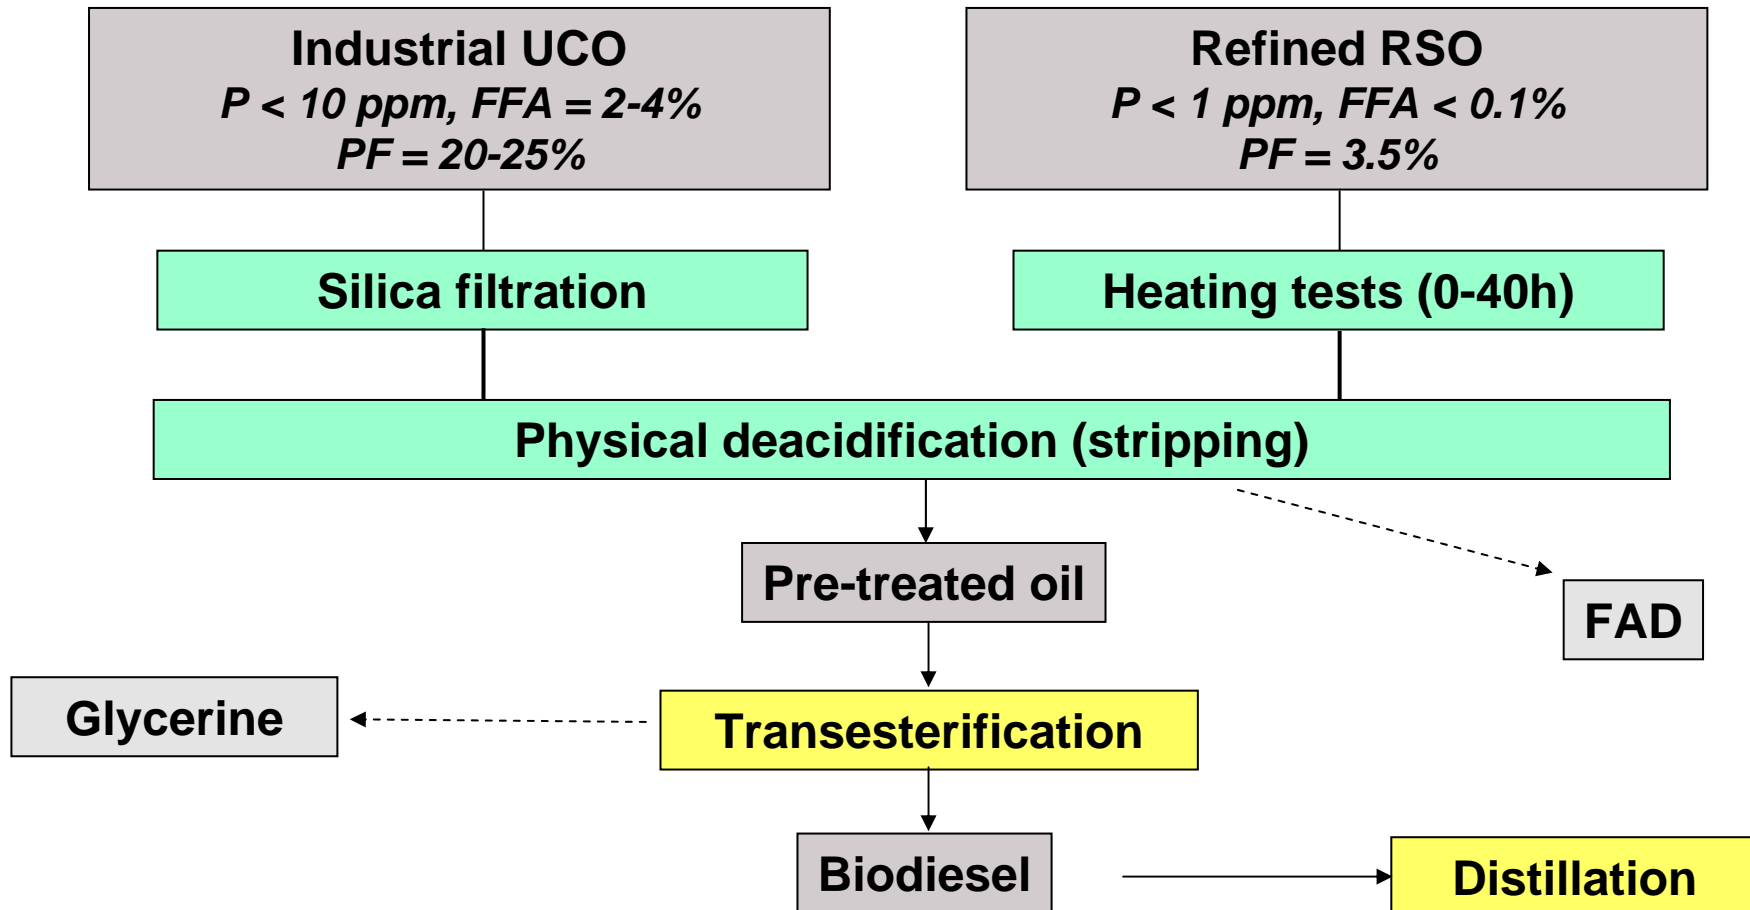 Industrial UCO
P < 10 ppm, FFA = 2-4%
PF = 20-25%
Refined RSO
P < 1 ppm, FFA < 0.1%
PF = 3.5%
Silica filtration
Heating tests (0-40h)
Physical deacidification (stripping)
Pre-treated oil
FAD
Glycerine
Transesterification
Biodiesel
Distillation